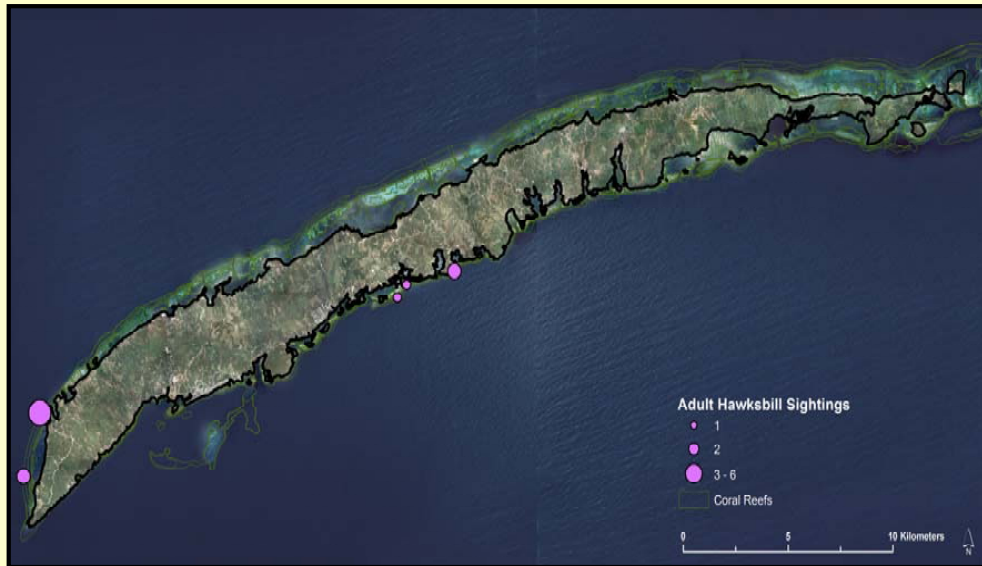 Adult Hawksbill Sightings
1
2
3 - 6
Coral Reefs
0 5 10 Kilometers
N